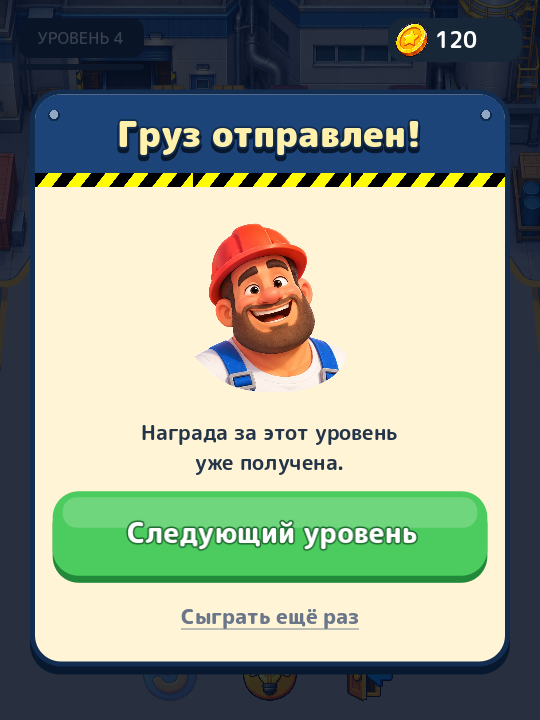 УРОВЕНЬ 4
120
Груз отправлен!
Награда за этот уровень
уже получена.
Следующий уровень
Сыграть ещё раз